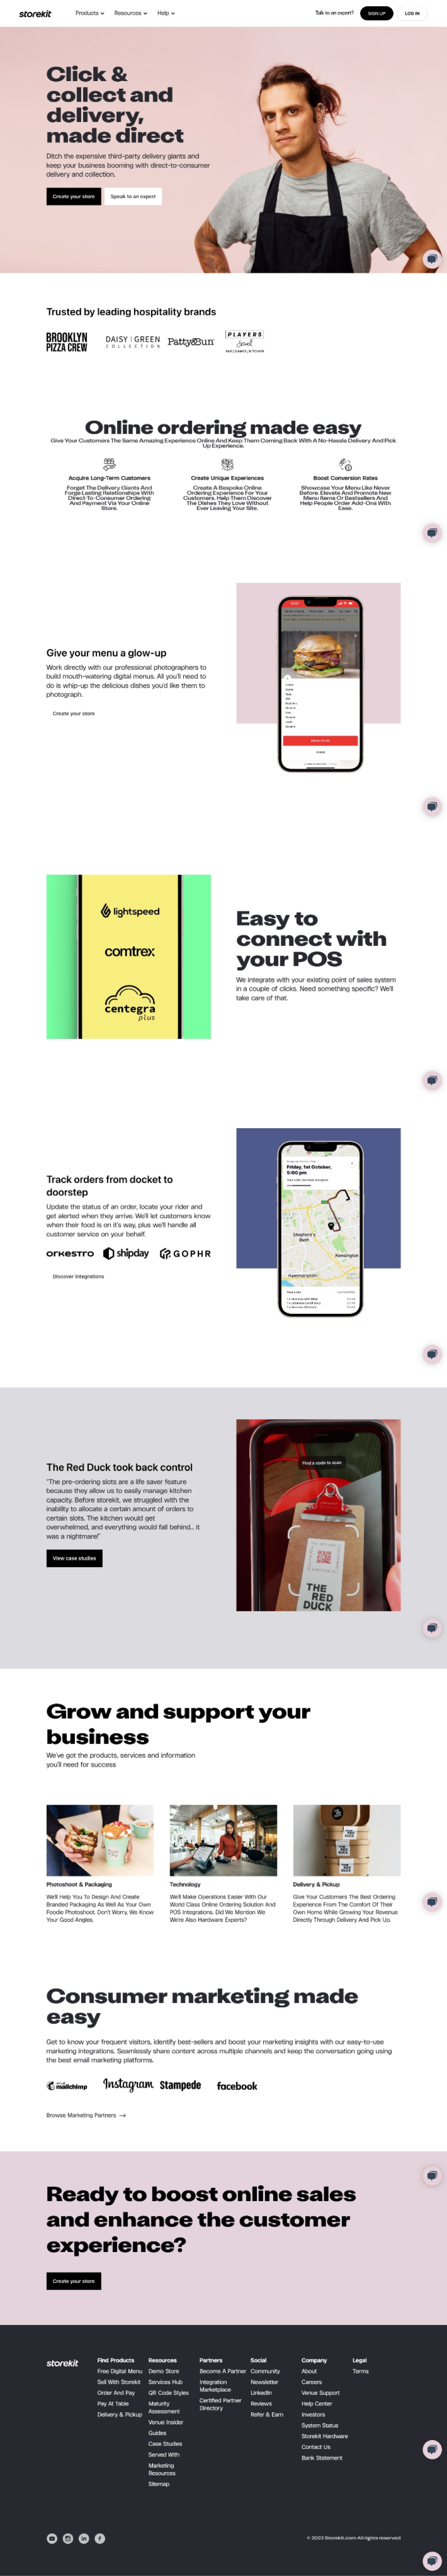 storekit
Products
Resources
Help
Talk to an expert?
SIGN UP
LOG IN
Click &
collect and
delivery,
made direct
Ditch the expensive third-party delivery giants and
keep your business booming with direct-to-consumer
delivery and collection.
Create your store
Speak to an expert
Trusted by leading hospitality brands
BROOKLYN
PIZZA CREW
DAISY | GREEN
COLLECTION
Patty&Bun
PLAYERS
Social
Online ordering made easy
Give Your Customers The Same Amazing Experience Online And Keep Them Coming Back With A No-Hassle Delivery And Pick
Up Experience.
Acquire Long-Term Customers
Forget The Delivery Giants And
Forge Lasting Relationships With
Direct-To-Consumer Ordering
And Payment Via Your Online
Store.
Create Unique Experiences
Create A Bespoke Online
Ordering Experience For Your
Customers. Help Them Discover
The Dishes They Love Without
Ever Leaving Your Site.
Boost Conversion Rates
Showcase Your Menu Like Never
Before. Elevate And Promote New
Menu Items Or Bestsellers And
Help People Order Add-Ons With
Ease.
Give your menu a glow-up
Work directly with our professional photographers to
build mouth-watering digital menus. All you'll need to
do is whip-up the delicious dishes you'd like them to
photograph.
Create your store
lightspeed
comtrex
centegra
plus
Easy to
connect with
your POS
We integrate with your existing point of sales system
in a couple of clicks. Need something specific? We'll
take care of that.
Track orders from docket to
doorstep
Update the status of an order, locate your rider and
get alerted when they arrive. We'll let customers know
when their food is on it's way, plus we'll handle all
customer service on your behalf.
ORKESTRO
shipday
GOPHR
Discover integrations
Friday, 1st October,
5:00 pm
Shepherd's
Bush
Kensington
Hammersmith
The Red Duck took back control
"The pre-ordering slots are a life saver feature
because they allow us to easily manage kitchen
capacity. Before storekit, we struggled with the
inability to allocate a certain amount of orders to
certain slots. The kitchen would get
overwhelmed, and everything would fall behind... it
was a nightmare!"
View case studies
Find a code to scan
THE
RED
DUCK
Grow and support your
business
We've got the products, services and information
you'll need for success
Photoshoot & Packaging
We'll Help You To Design And Create
Branded Packaging As Well As Your Own
Foodie Photoshoot. Don't Worry, We Know
Your Good Angles.
Technology
We'll Make Operations Easier With Our
World Class Online Ordering Solution And
POS Integrations. Did We Mention We
We're Also Hardware Experts?
Delivery & Pickup
Give Your Customers The Best Ordering
Experience From The Comfort Of Their
Own Home While Growing Your Revenue
Directly Through Delivery And Pick Up.
Consumer marketing made
easy
Get to know your frequent visitors, identify best-sellers and boost your marketing insights with our easy-to-use
marketing integrations. Seamlessly share content across multiple channels and keep the conversation going using
the best email marketing platforms.
mailchimp
Instagram
Stampede
facebook
Browse Marketing Partners →
Ready to boost online sales
and enhance the customer
experience?
Create your store
storekit
Find Products
Free Digital Menu
Sell With Storekit
Order And Pay
Pay At Table
Delivery & Pickup
Resources
Demo Store
Services Hub
QR Code Styles
Maturity
Assessment
Venue Insider
Guides
Case Studies
Served With
Marketing
Resources
Sitemap
Partners
Become A Partner
Integration
Marketplace
Certified Partner
Directory
Social
Community
Newsletter
LinkedIn
Reviews
Refer & Earn
Company
About
Careers
Venue Support
Help Center
Investors
System Status
Storekit Hardware
Contact Us
Bank Statement
Legal
Terms
© 2022 Storekit.com All rights reserved